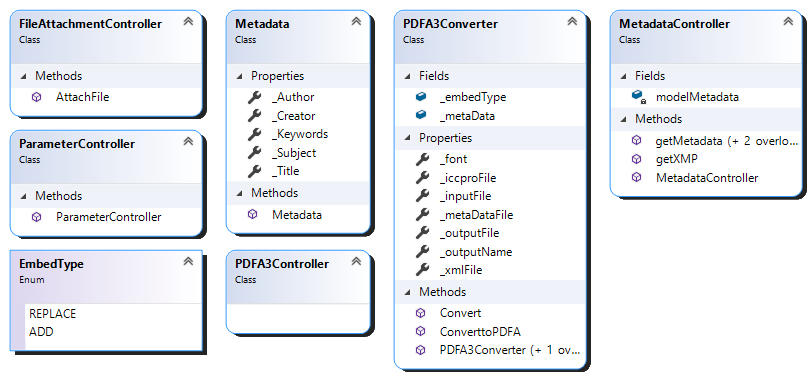 FileAttachmentController
Class
Methods
AttachFile
ParameterController
Class
Methods
ParameterController
EmbedType
Enum
REPLACE
ADD
Metadata
Class
Properties
_Author
_Creator
_Keywords
_Subject
_Title
Methods
Metadata
PDFA3Controller
Class
PDFA3Converter
Class
Fields
_embedType
_metaData
Properties
_font
_iccproFile
_inputFile
_metaDataFile
_outputFile
_outputName
_xmlFile
Methods
Convert
ConverttoPDFA
PDFA3Converter (+ 1 ov...
MetadataController
Class
Fields
modelMetadata
Methods
getMetadata (+ 2 overlo...
getXMP
MetadataController